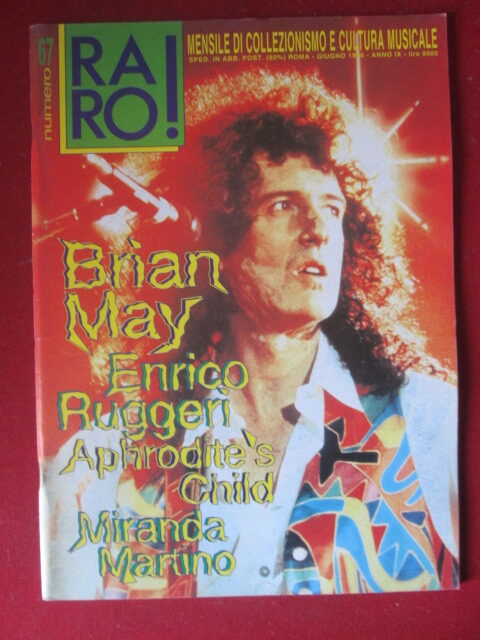 numero 67
RA
RO!
MENSILE DI COLLEZIONISMO E CULTURA MUSICALE
SPED. IN ABB. POST. (50%) ROMA - GIUGNO - ANNO IX - lire 8000
Brian
May
Enrico
Ruggeri
Aphrodite's
Child
Miranda
Martino